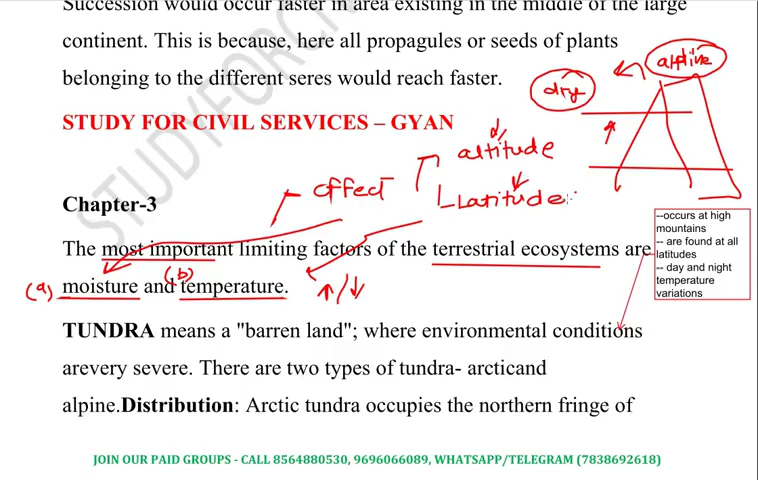 Succession would occur faster in area existing in the middle of the large
continent. This is because, here all propagules or seeds of plants
belonging to the different seres would reach faster.
STUDY FOR CIVIL SERVICES – GYAN
alpine
dry
altitude
effect
Latitude
Chapter-3
The most important limiting factors of the terrestrial ecosystems are
(a) moisture and (b) temperature.
--occurs at high
mountains
-- are found at all
latitudes
-- day and night
temperature
variations
TUNDRA means a "barren land"; where environmental conditions
arevery severe. There are two types of tundra- arcticand
alpine.Distribution: Arctic tundra occupies the northern fringe of
JOIN OUR PAID GROUPS - CALL 8564880530, 9696066089, WHATSAPP/TELEGRAM (7838692618)